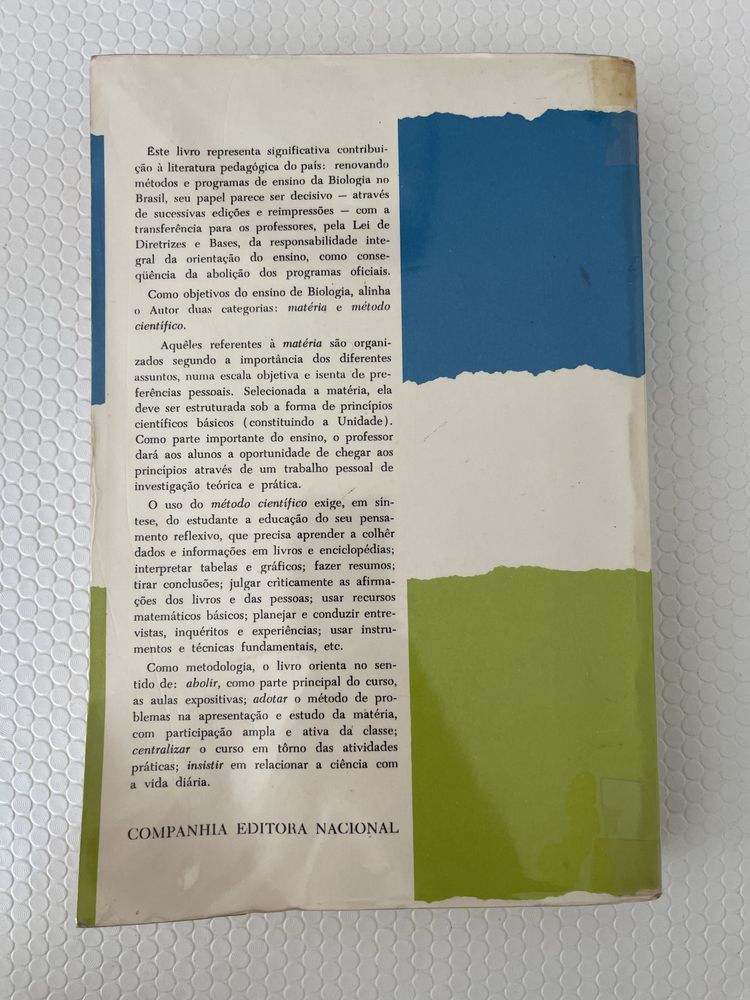 Êste livro representa significativa contribui-
ção à literatura pedagógica do país: renovando
métodos e programas de ensino da Biologia no
Brasil, seu papel parece ser decisivo — através
de sucessivas edições e reimpressões — com a
transferência para os professores, pela Lei de
Diretrizes e Bases, da responsabilidade inte-
gral da orientação do ensino, como conse-
qüência da abolição dos programas oficiais.
Como objetivos do ensino de Biologia, alinha
o Autor duas categorias: matéria e método
científico.
Aquêles referentes à matéria são organi-
zados segundo a importância dos diferentes
assuntos, numa escala objetiva e isenta de pre-
ferências pessoais. Selecionada a matéria, ela
deve ser estruturada sob a forma de princípios
científicos básicos (constituindo a Unidade).
Como parte importante do ensino, o professor
dará aos alunos a oportunidade de chegar aos
princípios através de um trabalho pessoal de
investigação teórica e prática.
O uso do método científico exige, em sín-
tese, do estudante a educação do seu pensa-
mento reflexivo, que precisa aprender a colhêr
dados e informações em livros e enciclopédias;
interpretar tabelas e gráficos; fazer resumos;
tirar conclusões; julgar crìticamente as afirma-
ções dos livros e das pessoas; usar recursos
matemáticos básicos; planejar e conduzir entre-
vistas, inquéritos e experiências; usar instru-
mentos e técnicas fundamentais, etc.
Como metodologia, o livro orienta no sen-
tido de: abolir, como parte principal do curso,
as aulas expositivas; adotar o método de pro-
blemas na apresentação e estudo da matéria,
com participação ampla e ativa da classe;
centralizar o curso em tôrno das atividades
práticas; insistir em relacionar a ciência com
a vida diária.
COMPANHIA EDITORA NACIONAL